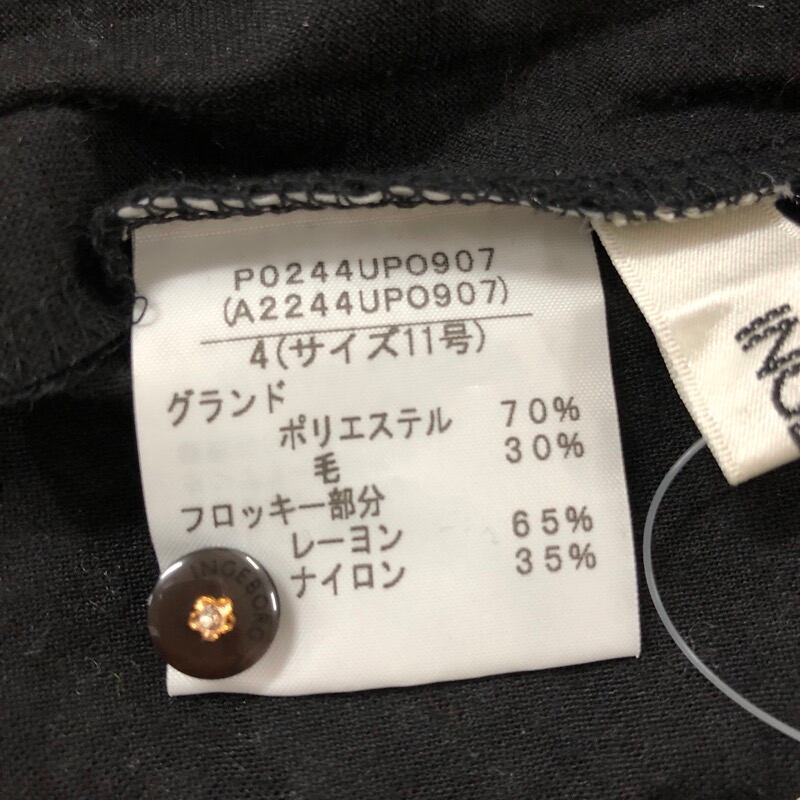 P0244UPO907
(A2244UPO907)
4(サイズ11号)
グランド
ポリエステル 70%
毛 30%
フロッキー部分
レーヨン 65%
ナイロン 35%
INGEBORG